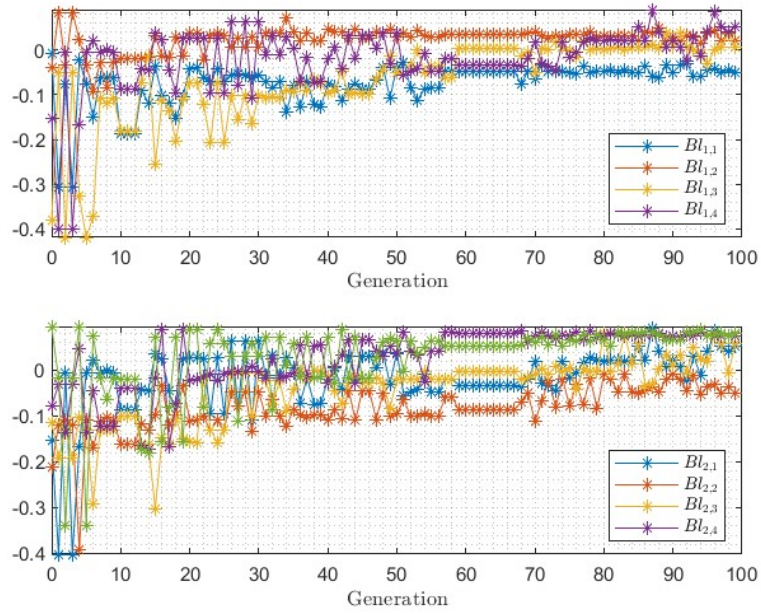 0
-0.1
-0.2
-0.3
-0.4
0 10 20 30 40 50 60 70 80 90 100
Generation
Bl1,1
Bl1,2
Bl1,3
Bl1,4
0
-0.1
-0.2
-0.3
-0.4
0 10 20 30 40 50 60 70 80 90 100
Generation
Bl2,1
Bl2,2
Bl2,3
Bl2,4